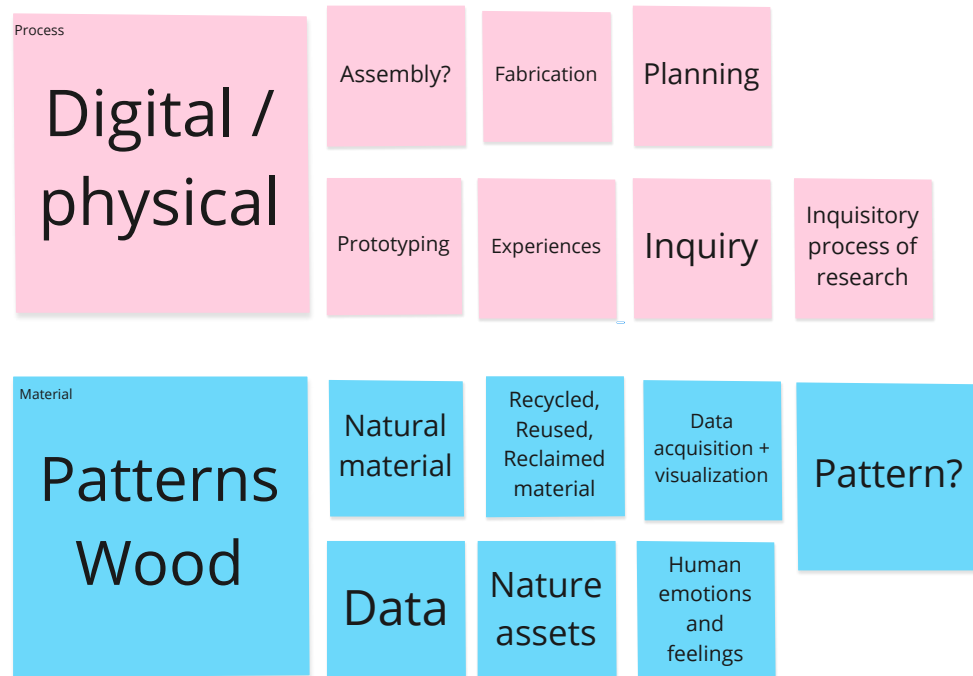 Process
Digital /
physical
Assembly?
Fabrication
Planning
Prototyping
Experiences
Inquiry
Inquisitory
process of
research
Material
Patterns
Wood
Natural
material
Recycled,
Reused,
Reclaimed
material
Data
acquisition +
visualization
Pattern?
Data
Nature
assets
Human
emotions
and
feelings